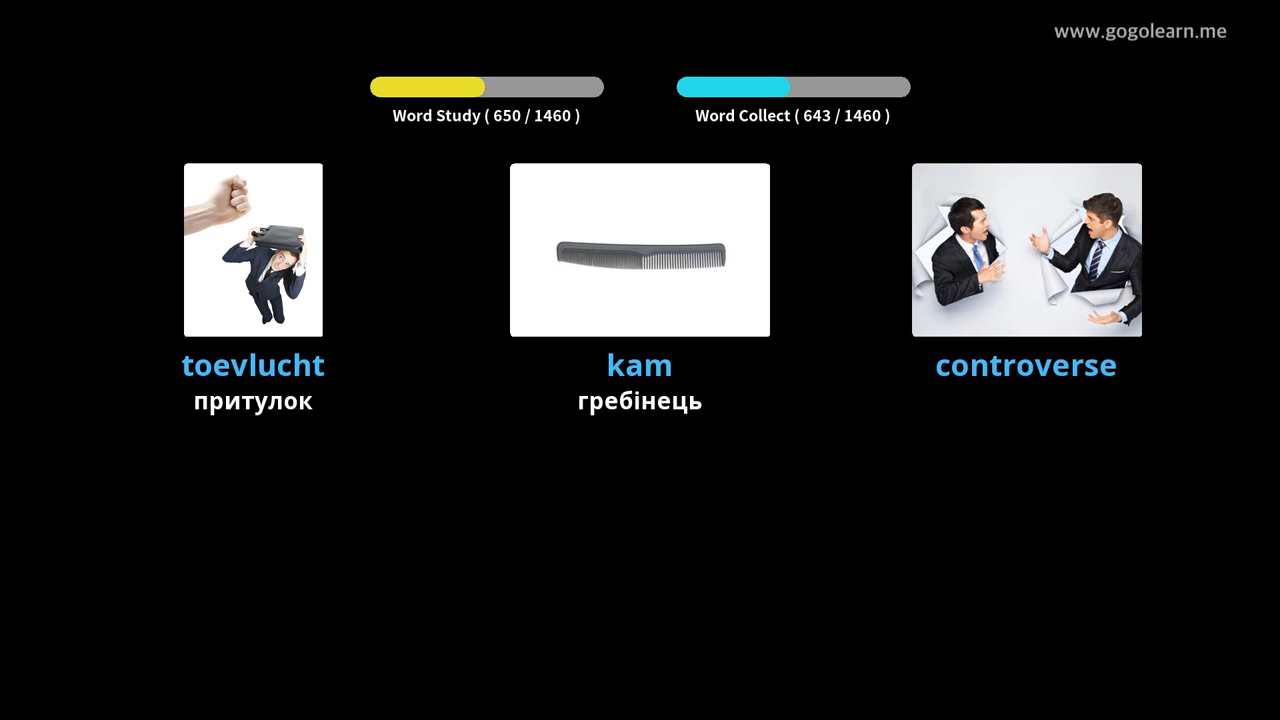 www.gogolearn.me
Word Study ( 650 / 1460 )
Word Collect ( 643 / 1460 )
toevlucht
притулок
kam
гребінець
controverse